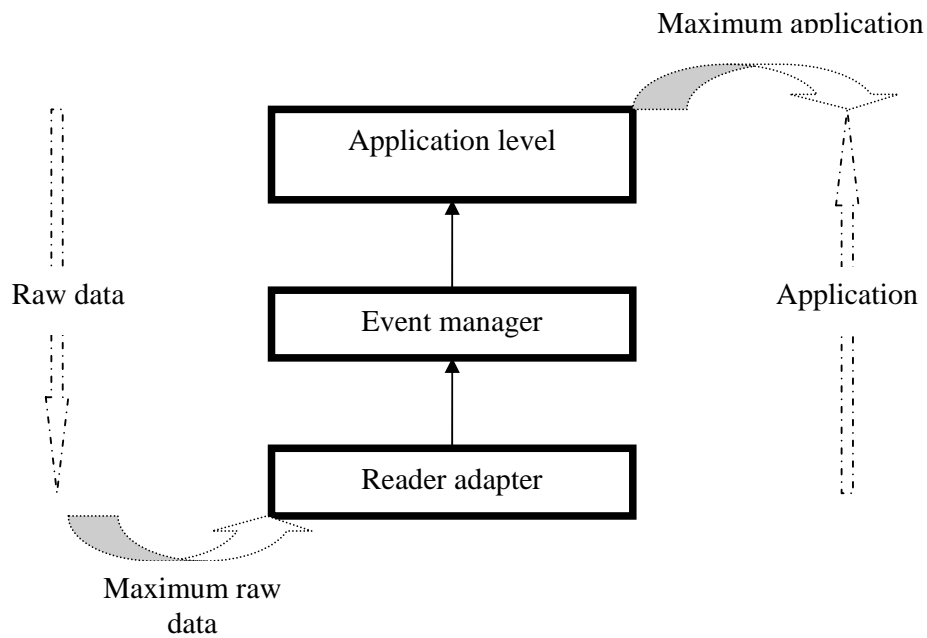 Maximum application
Application level
Raw data
Application
Event manager
Reader adapter
Maximum raw
data